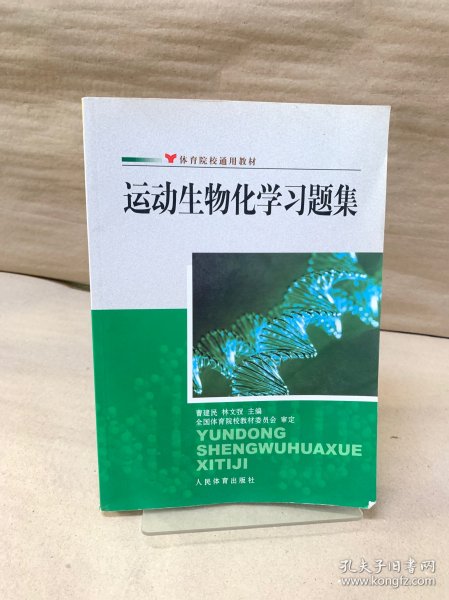 体育院校通用教材
运动生物化学习题集
曹建民 林文弢 主编
全国体育院校教材委员会 审定
YUNDONG
SHENGWUHUAXUE
XITIJI
人民体育出版社
孔夫子旧书网
www.kongfz.com